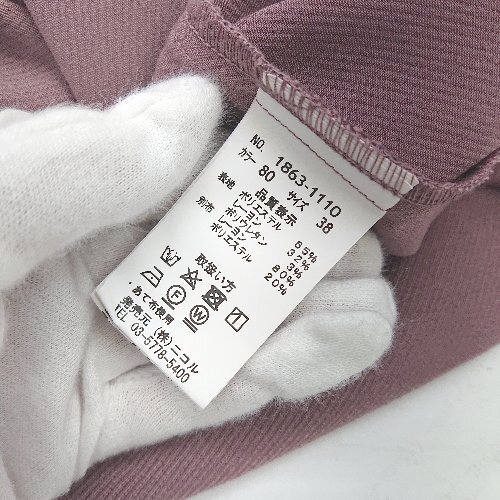 NO. 1863-1110
カラー 80 サイズ 38
品質表示
表地 ポリエステル 65%
レーヨン 32%
ポリウレタン 3%
別布 レーヨン 80%
ポリエステル 20%
取扱い方
・あて布使用
発売元 (株)ニコル
TEL 03-5778-5400